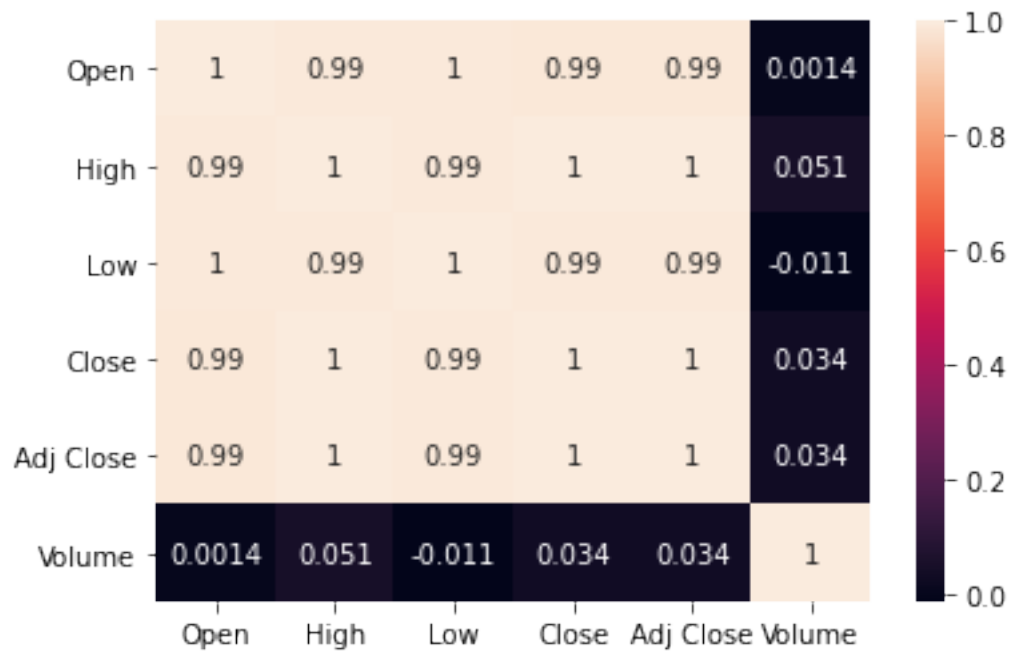 Open 1 0.99 1 0.99 0.99 0.0014
High 0.99 1 0.99 1 1 0.051
Low 1 0.99 1 0.99 0.99 -0.011
Close 0.99 1 0.99 1 1 0.034
Adj Close 0.99 1 0.99 1 1 0.034
Volume 0.0014 0.051 -0.011 0.034 0.034 1
Open High Low Close Adj Close Volume
1.0
0.8
0.6
0.4
0.2
0.0